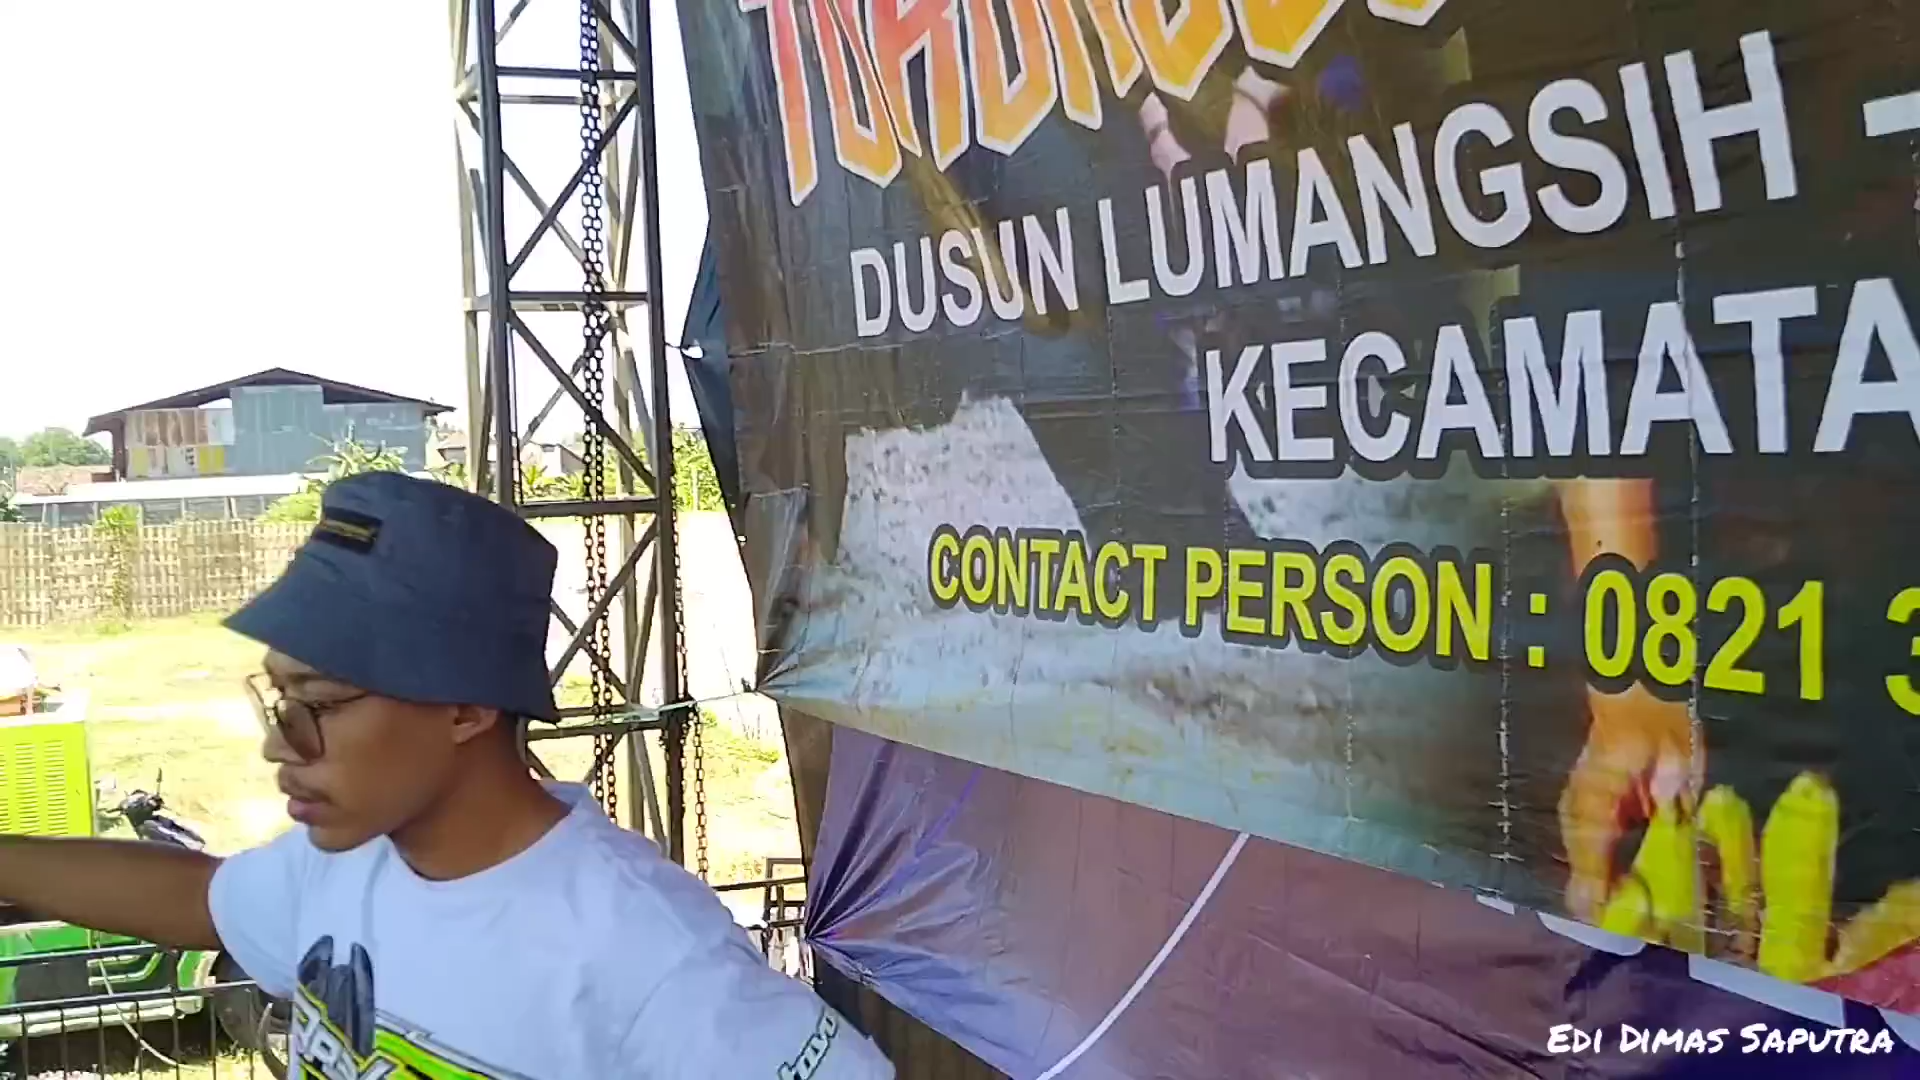 DUSUN LUMANGSIH -
KECAMATA
CONTACT PERSON : 0821 3
EDI DIMAS SAPUTRA